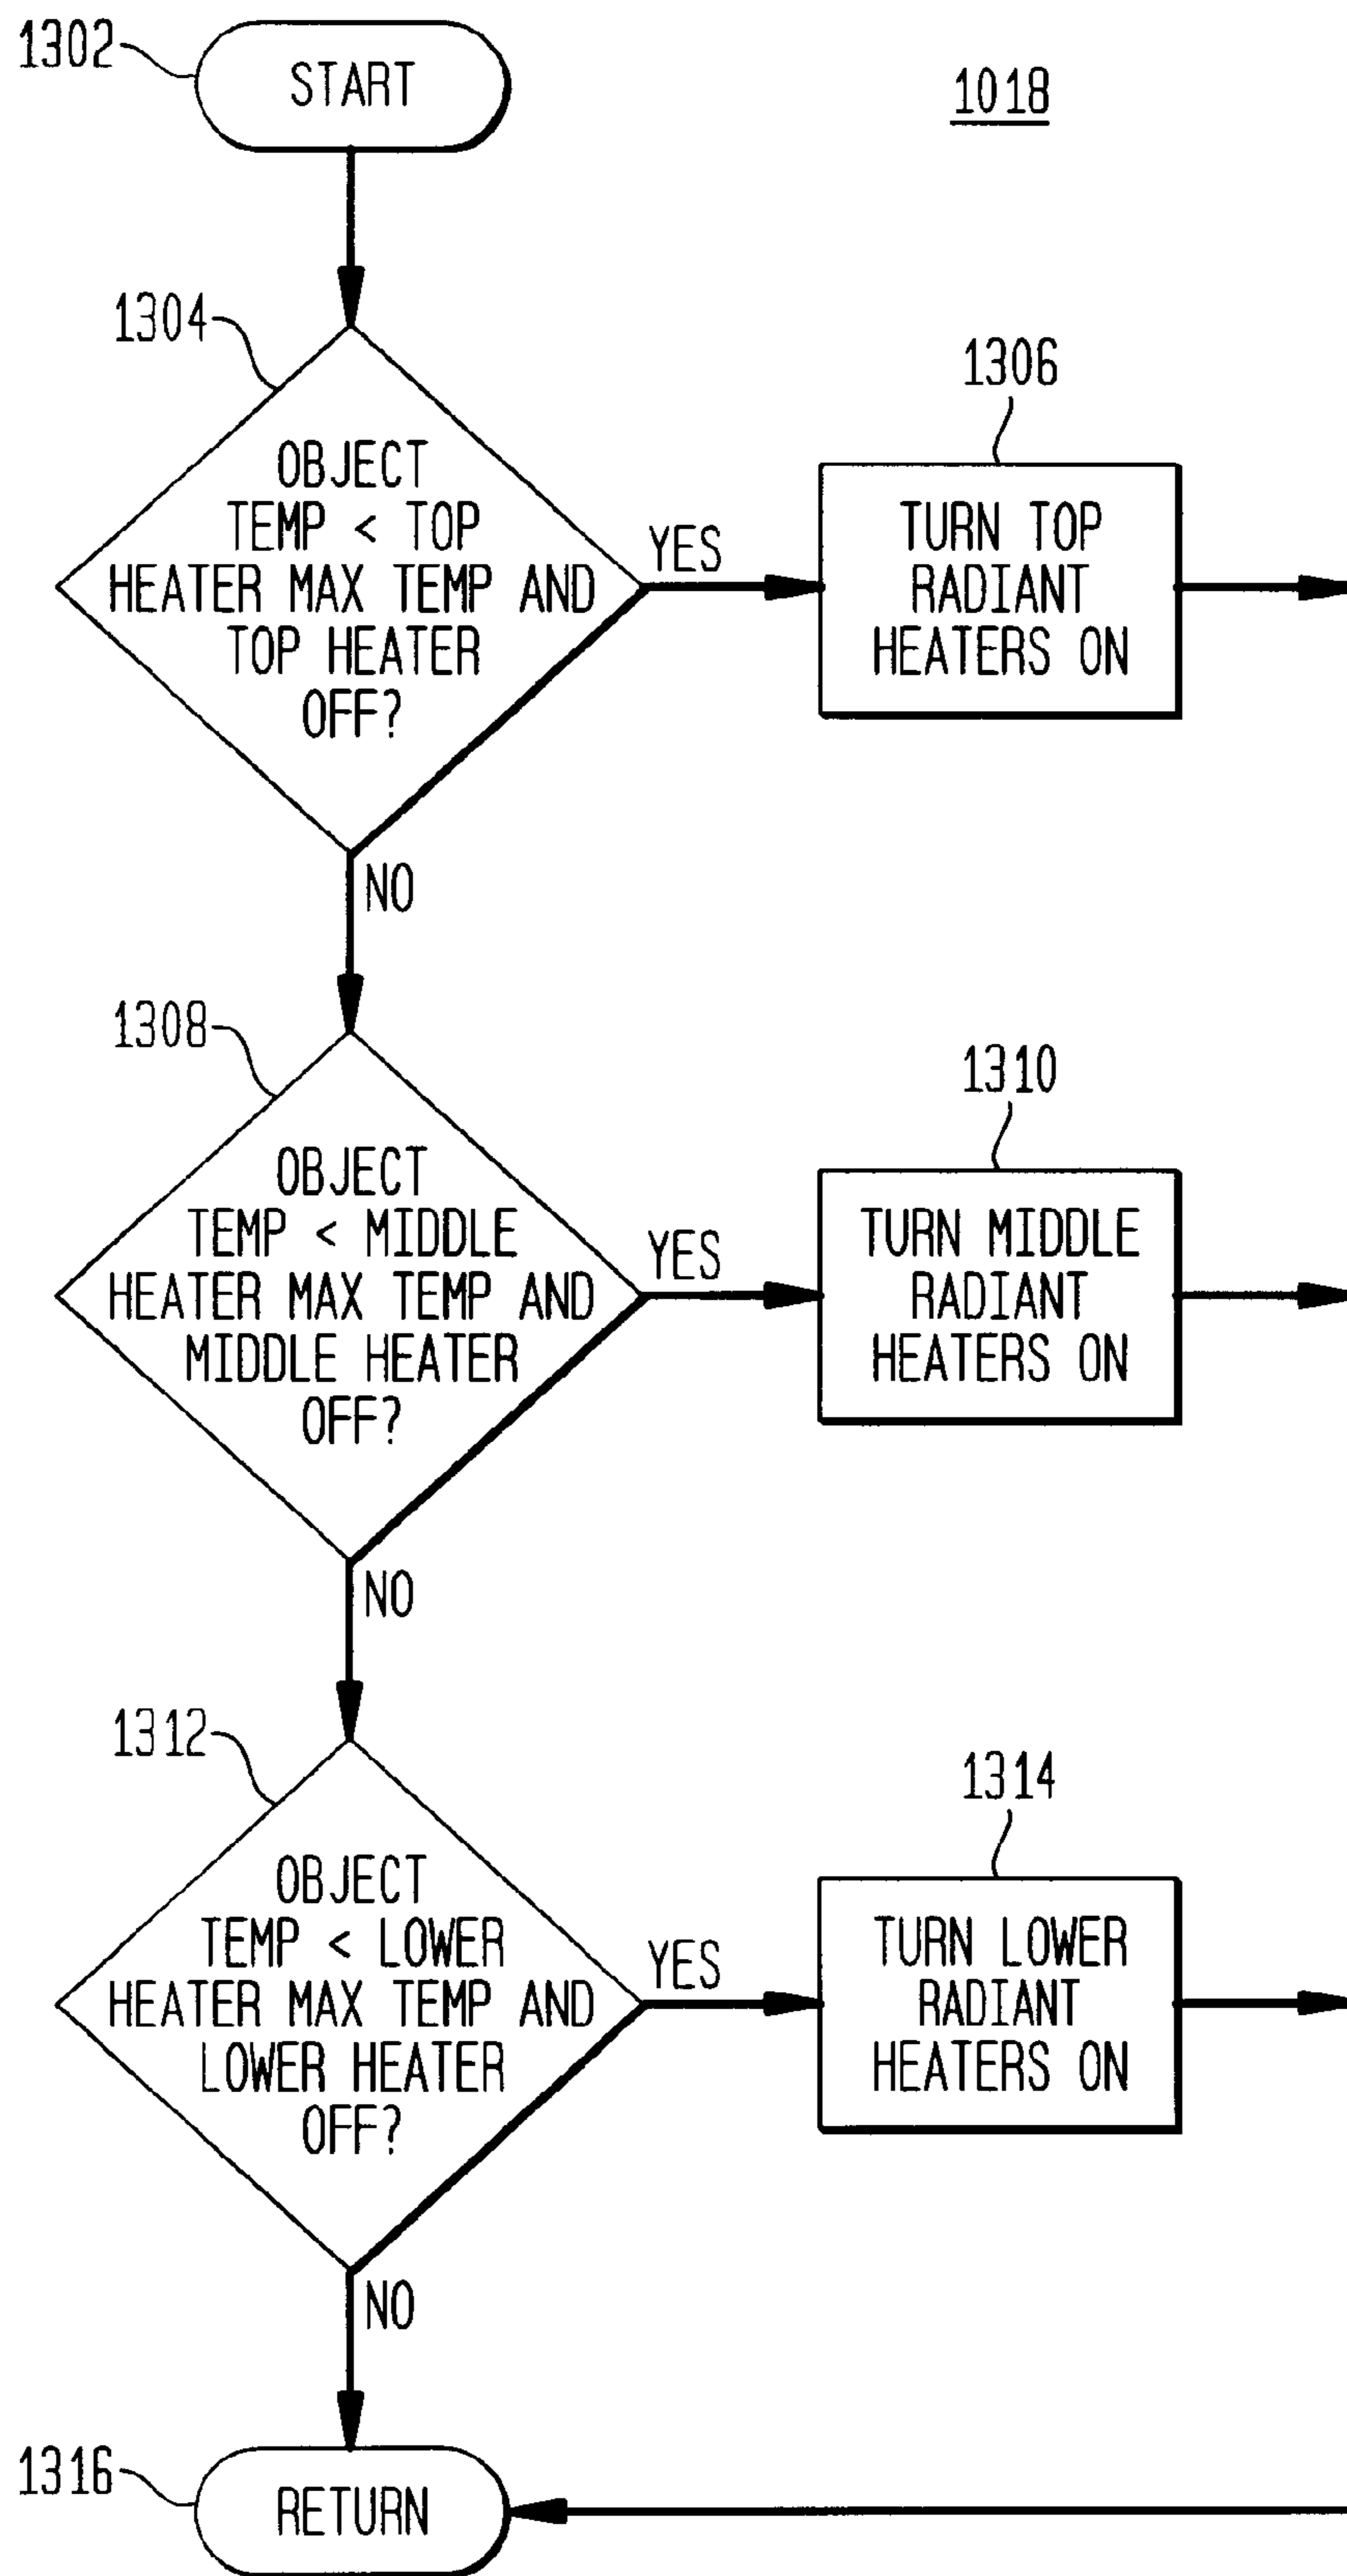 1302
START
1018
1304
OBJECT
TEMP < TOP
HEATER MAX TEMP AND
TOP HEATER
OFF?
YES
1306
TURN TOP
RADIANT
HEATERS ON
NO
1308
OBJECT
TEMP < MIDDLE
HEATER MAX TEMP AND
MIDDLE HEATER
OFF?
YES
1310
TURN MIDDLE
RADIANT
HEATERS ON
NO
1312
OBJECT
TEMP < LOWER
HEATER MAX TEMP AND
LOWER HEATER
OFF?
YES
1314
TURN LOWER
RADIANT
HEATERS ON
NO
1316
RETURN